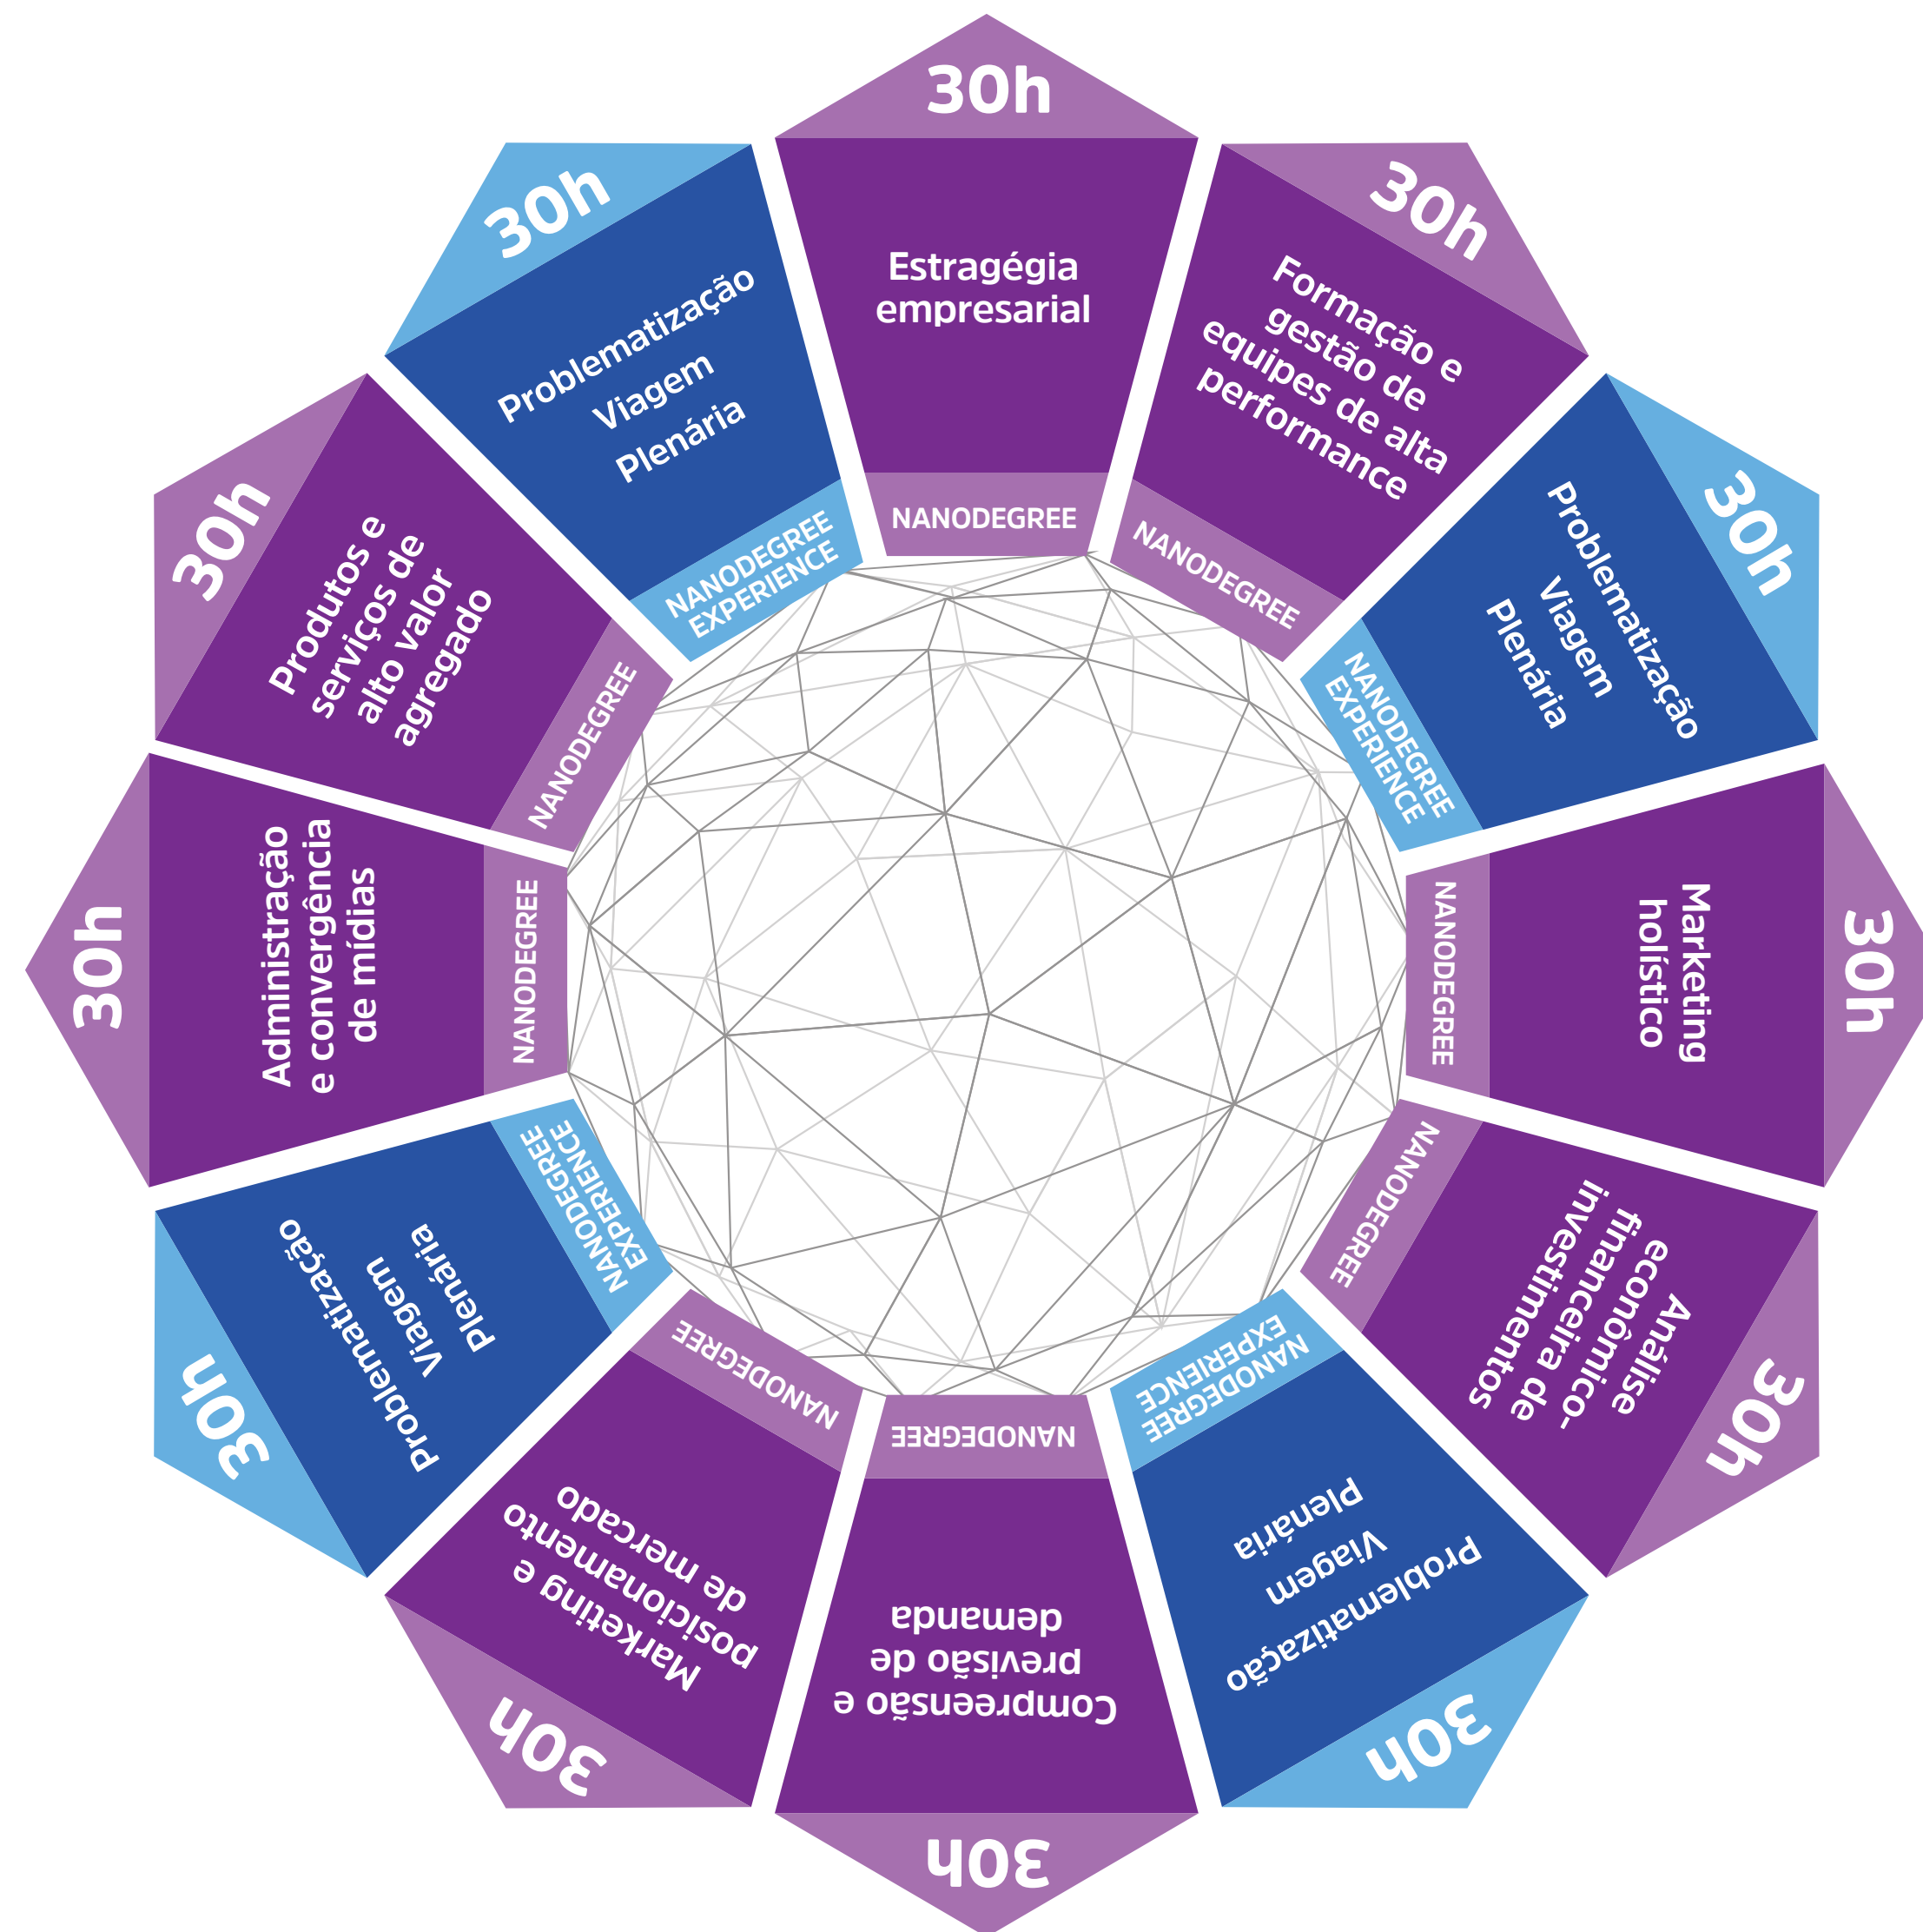 30h
Estragégia
empresarial
NANODEGREE
30h
Formação e
gestão de
equipes de alta
performance
NANODEGREE
30h
Problematização
Viagem
Plenária
NANODEGREE
EXPERIENCE
30h
Marketing
holístico
NANODEGREE
30h
Análise
econômico-
finanámceira de
investimentos
NANODEGREE
30h
Problematização
Viagem
Plenária
NANODEGREE
EXPERIENCE
30h
Compreensão e
previsão de
demanda
NANODEGREE
30h
Marketing e
posicionamento
de mercado
NANODEGREE
30h
Problematização
Viagem
Plenária
NANODEGREE
EXPERIENCE
30h
Administração
e convergência
de mídias
NANODEGREE
30h
Produtos e
serviços de
alto valor
agregado
NANODEGREE
30h
Problematização
Viagem
Plenária
NANODEGREE
EXPERIENCE